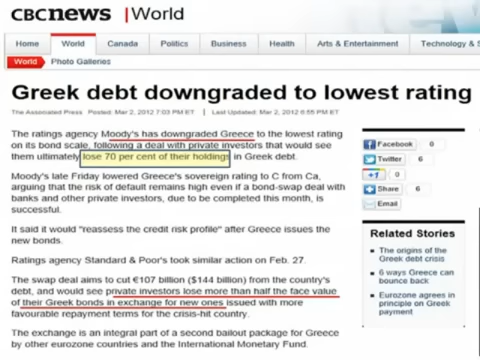 CBCnews | World
Home World Canada Politics Business Health Arts & Entertainment Technology & S
World Photo Galleries
Greek debt downgraded to lowest rating
The Associated Press Posted: Mar 2, 2012 7:03 PM ET | Last Updated: Mar 2, 2012 6:55 PM ET
The ratings agency Moody's has downgraded Greece to the lowest rating
on its bond scale, following a deal with private investors that would see
them ultimately lose 70 per cent of their holdings in Greek debt.
Moody's late Friday lowered Greece's sovereign rating to C from Ca,
arguing that the risk of default remains high even if a bond-swap deal with
banks and other private investors, due to be completed this month, is
successful.
It said it would "reassess the credit risk profile" after Greece issues the
new bonds.
Ratings agency Standard & Poor's took similar action on Feb. 27.
The swap deal aims to cut €107 billion ($144 billion) from the country's
debt, and would see private investors lose more than half the face value
of their Greek bonds in exchange for new ones issued with more
favourable repayment terms for the crisis-hit country.
The exchange is an integral part of a second bailout package for Greece
by other eurozone countries and the International Monetary Fund.
Facebook 0
Twitter 6
+1 0
Share 6
Email
Related Stories
The origins of the
Greek debt crisis
6 ways Greece can
bounce back
Eurozone agrees in
principle on Greek
payment